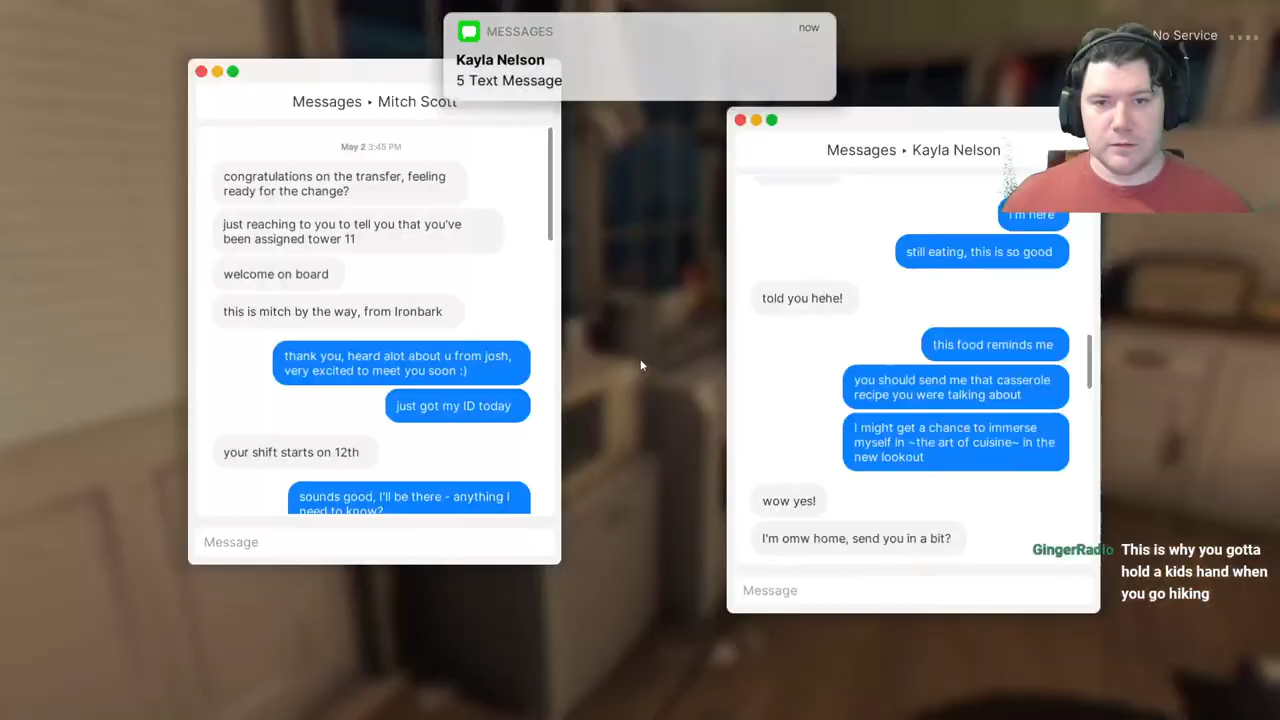 MESSAGES
now
Kayla Nelson
5 Text Message
No Service
Messages ▸ Mitch Scott
May 2 3:45 PM
congratulations on the transfer, feeling
ready for the change?
just reaching to you to tell you that you've
been assigned tower 11
welcome on board
this is mitch by the way, from Ironbark
thank you, heard alot about u from josh,
very excited to meet you soon :)
just got my ID today
your shift starts on 12th
sounds good, I'll be there - anything I
need to know?
Message
Messages ▸ Kayla Nelson
I'm here
still eating, this is so good
told you hehe!
this food reminds me
you should send me that casserole
recipe you were talking about
I might get a chance to immerse
myself in ~the art of cuisine~ in the
new lookout
wow yes!
I'm omw home, send you in a bit?
Message
GingerRadio This is why you gotta
hold a kids hand when
you go hiking